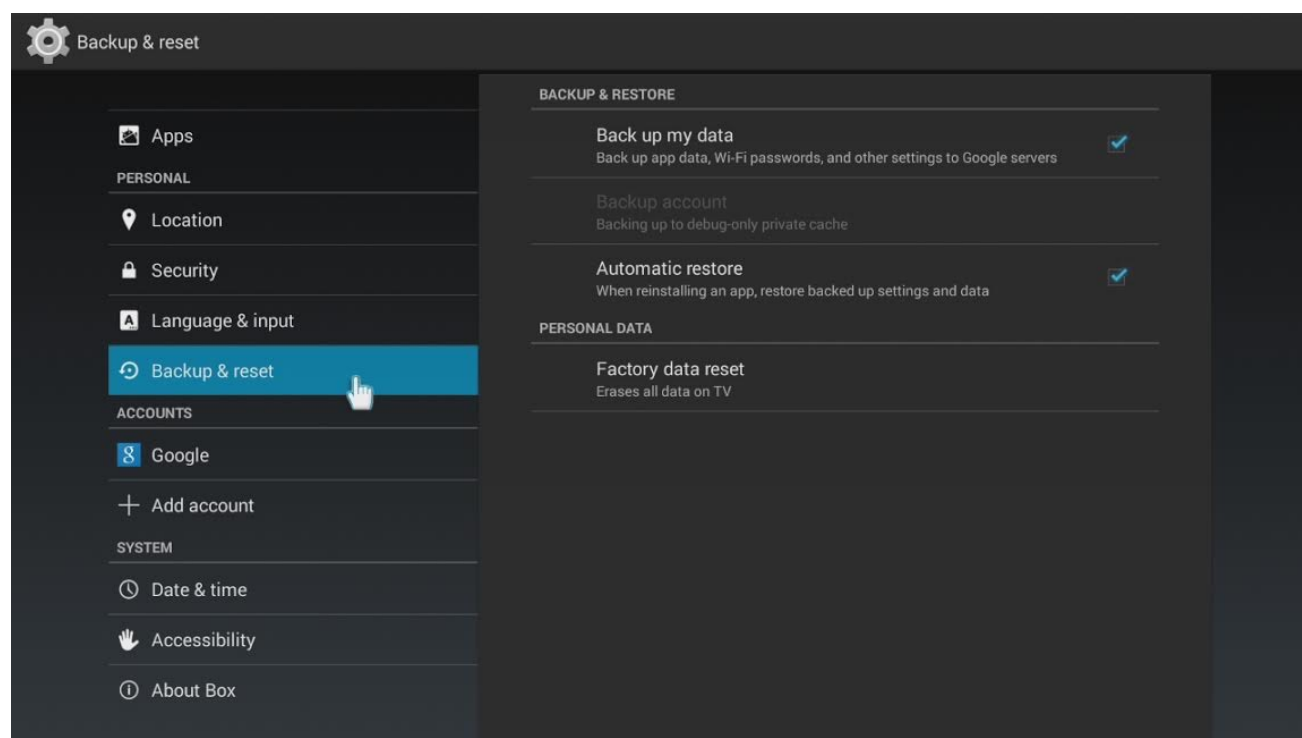 Backup & reset
Apps
PERSONAL
Location
Security
Language & input
Backup & reset
ACCOUNTS
Google
Add account
SYSTEM
Date & time
Accessibility
About Box
BACKUP & RESTORE
Back up my data
Back up app data, Wi-Fi passwords, and other settings to Google servers
Backup account
Backing up to debug-only private cache
Automatic restore
When reinstalling an app, restore backed up settings and data
PERSONAL DATA
Factory data reset
Erases all data on TV